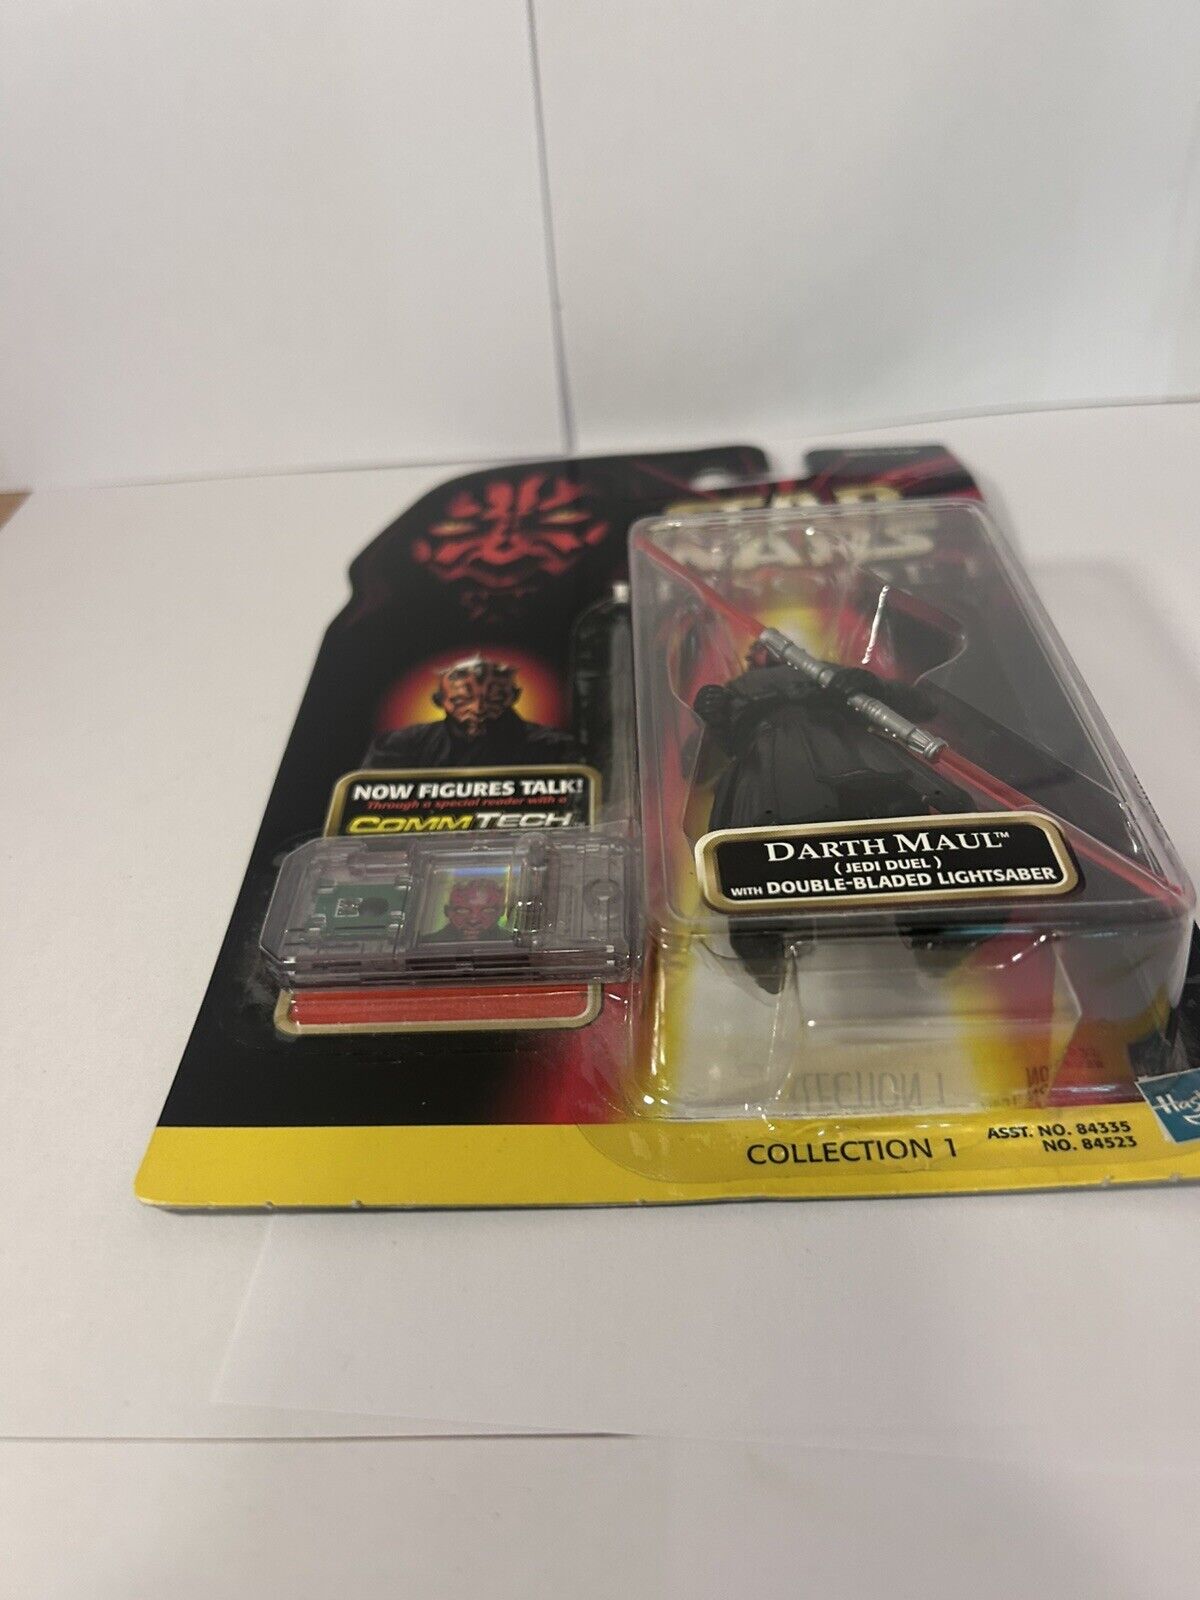 STAR
WARS
NOW FIGURES TALK!
Through a special reader with a
COMMTECH
DARTH MAUL™
(JEDI DUEL)
WITH DOUBLE-BLADED LIGHTSABER
COLLECTION 1
ASST. NO. 84335
NO. 84523